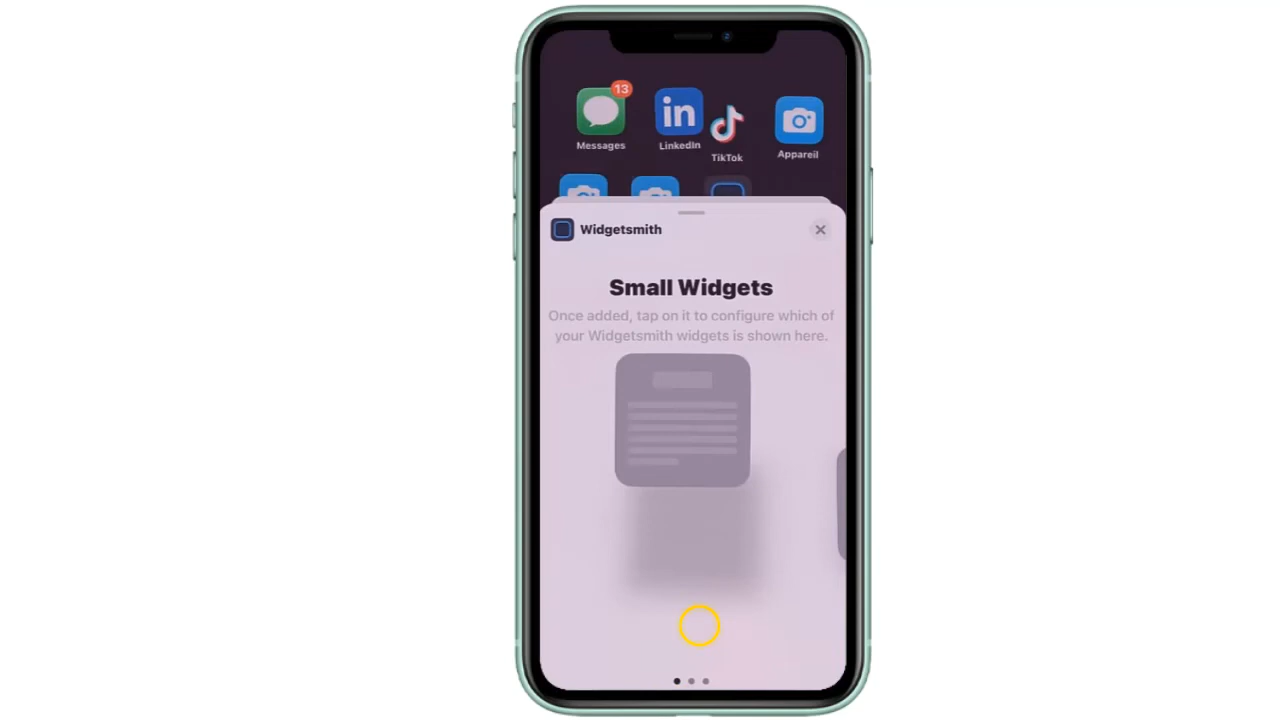 13
Messages
LinkedIn
TikTok
Appareil
Widgetsmith
Small Widgets
Once added, tap on it to configure which of
your Widgetsmith widgets is shown here.